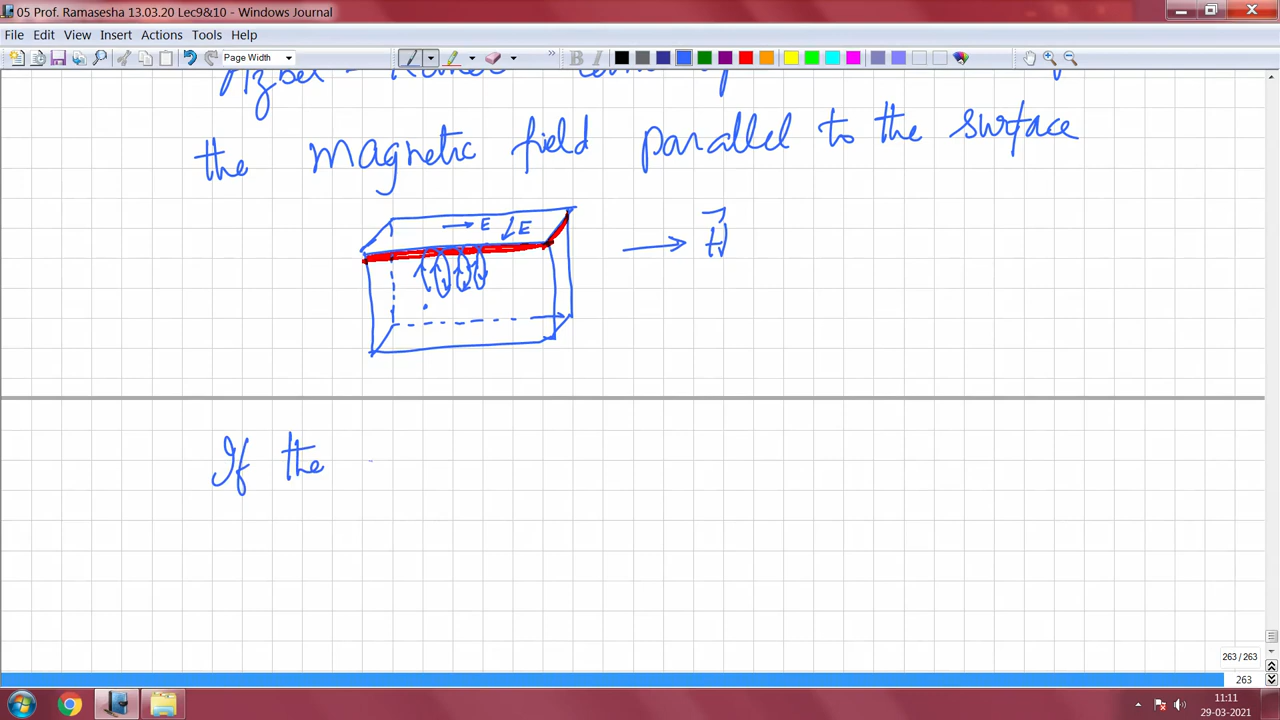 05 Prof. Ramasesha 13.03.20 Lec9&10 - Windows Journal
File Edit View Insert Actions Tools Help
Page Width
B I
the magnetic field parallel to the surface
E E
H
If the
263 / 263
263
11:11
29-03-2021